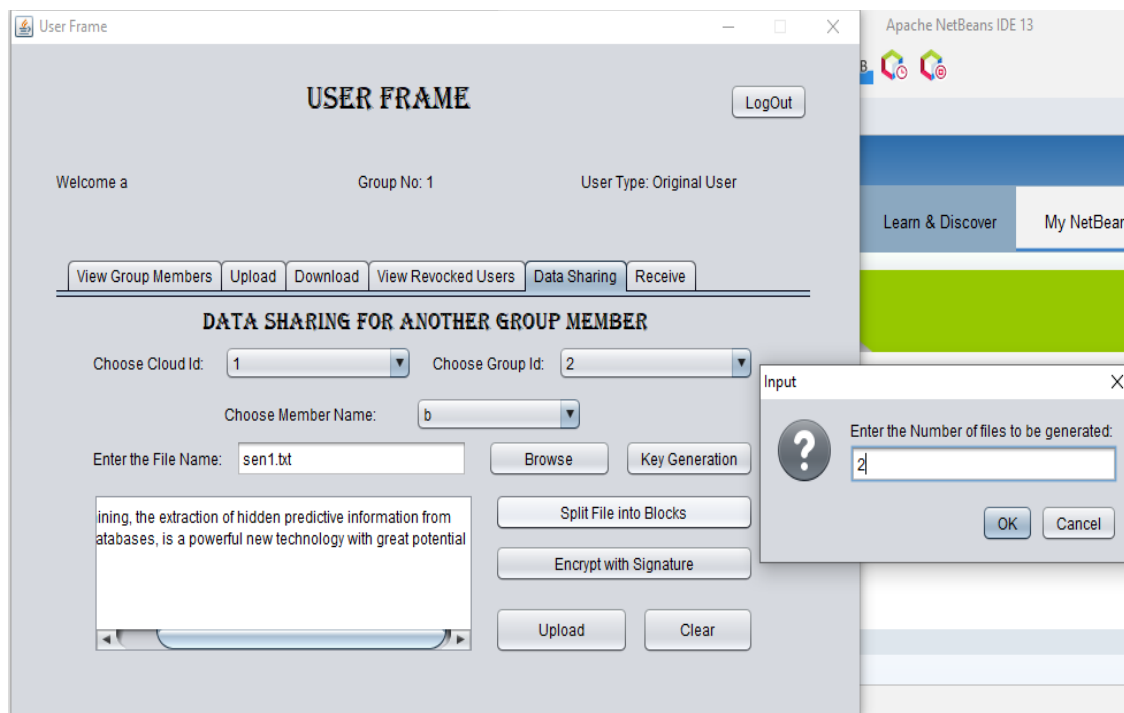 User Frame
Apache NetBeans IDE 13
B
USER FRAME
LogOut
Welcome a Group No: 1 User Type: Original User
Learn & Discover My NetBear
View Group Members Upload Download View Revocked Users Data Sharing Receive
DATA SHARING FOR ANOTHER GROUP MEMBER
Choose Cloud Id: 1 Choose Group Id: 2
Choose Member Name: b
Enter the File Name: sen1.txt Browse Key Generation
ining, the extraction of hidden predictive information from
atabases, is a powerful new technology with great potential
Split File into Blocks
Encrypt with Signature
Upload Clear
Input
Enter the Number of files to be generated:
2
OK Cancel